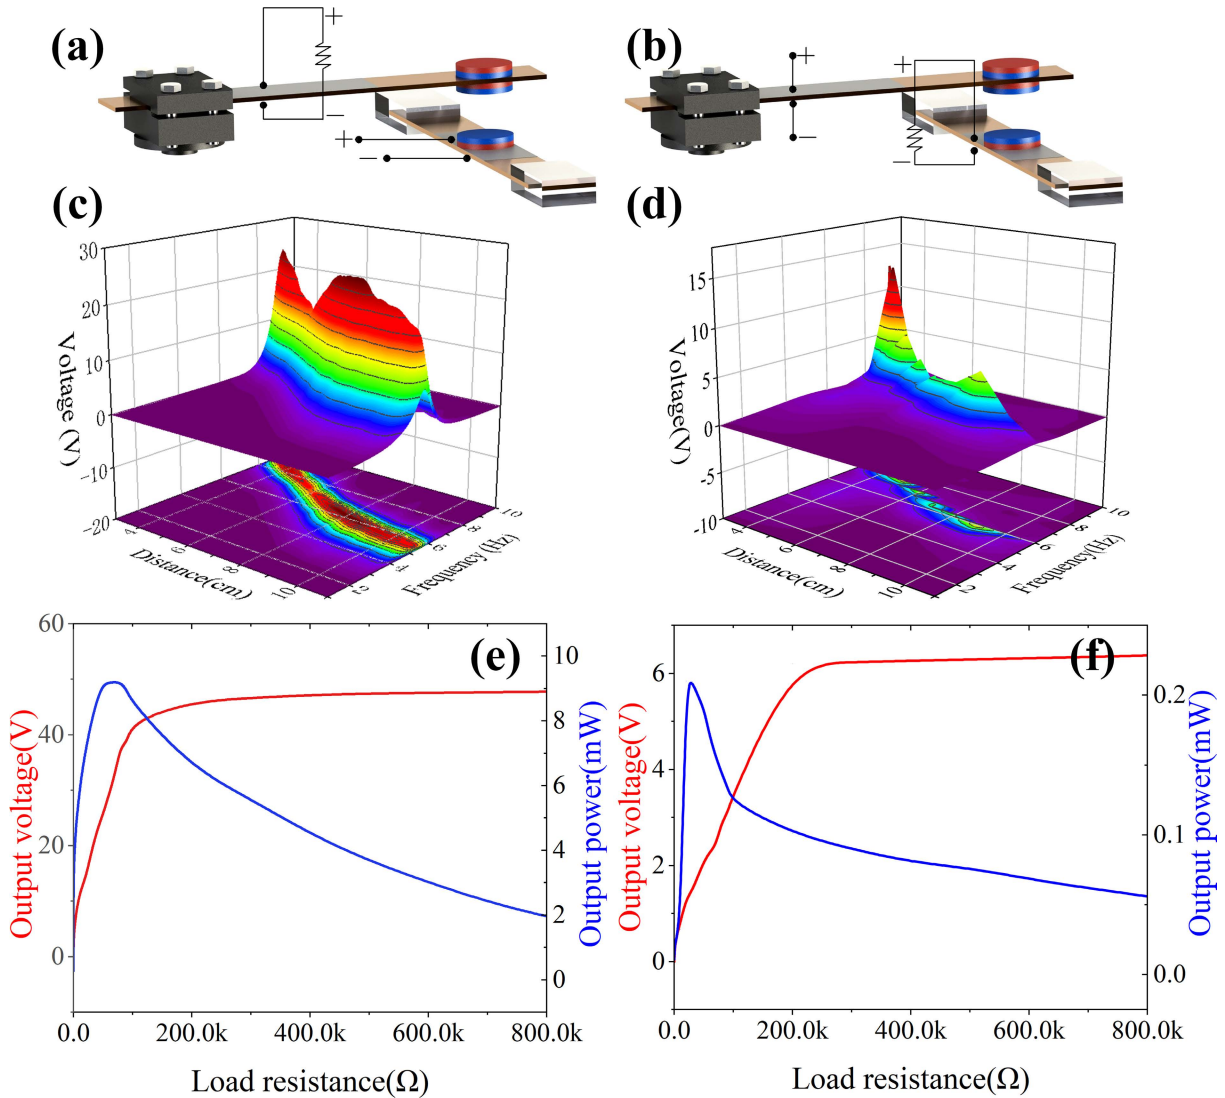 (a)
+
−
+
−
(b)
+
−
+
−
(c)
30
20
10
0
−10
−20
Voltage (V)
4
6
8
10
Distance(cm)
2
4
6
8
10
Frequency(Hz)
(d)
15
10
5
0
-5
-10
Voltage(V)
4
6
8
10
Distance(cm)
2
4
6
8
10
Frequency(Hz)
(e)
60
40
20
0
Output voltage(V)
10
8
6
4
2
0
Output power(mW)
0.0
200.0k
400.0k
600.0k
800.0k
Load resistance(Ω)
(f)
6
4
2
0
Output voltage(V)
0.2
0.1
0.0
Output power(mW)
0.0
200.0k
400.0k
600.0k
800.0k
Load resistance(Ω)